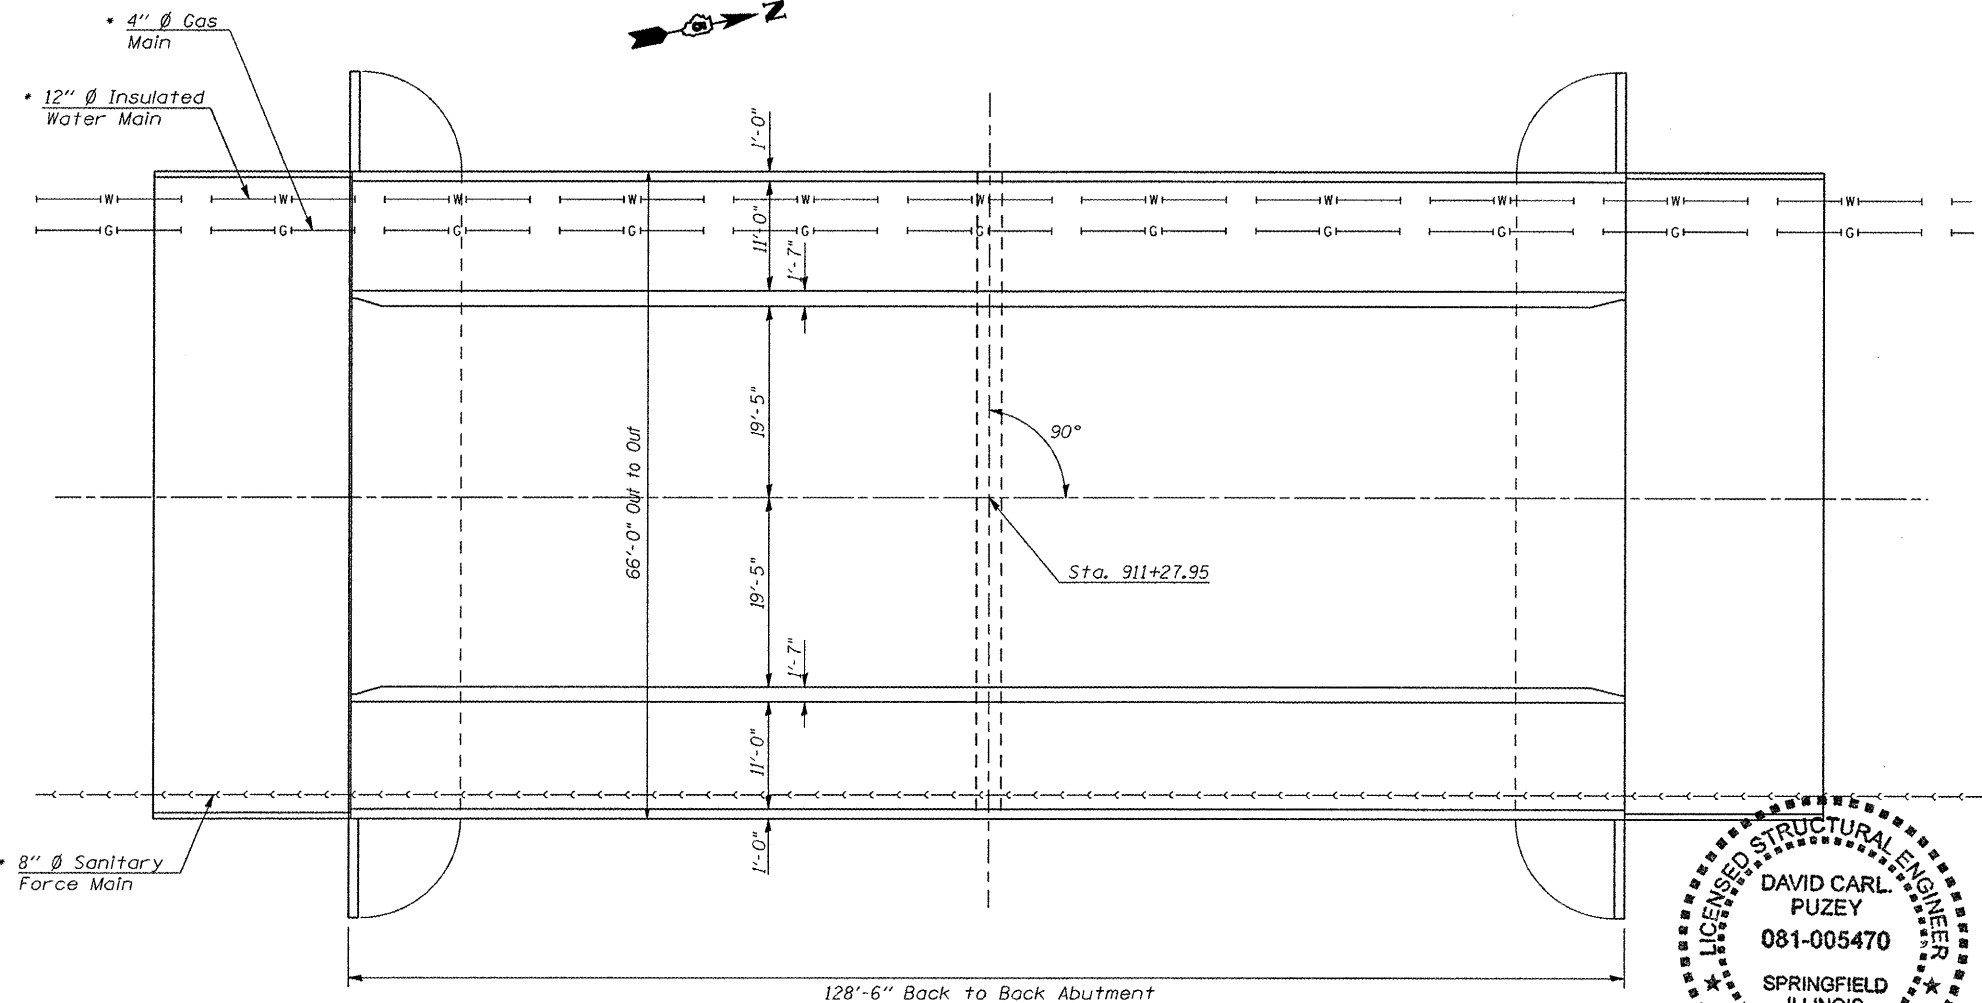 * 4" Ø Gas
Main
N
* 12" Ø Insulated
Water Main
1'-0"
W W W W W W W W W W W
G G G G G G G G G G G
11'-0"
1'-7"
19'-5"
90°
66'-0" Out to Out
Sta. 911+27.95
19'-5"
1'-7"
11'-0"
1'-0"
* 8" Ø Sanitary
Force Main
128'-6" Back to Back Abutment
LICENSED STRUCTURAL ENGINEER
DAVID CARL.
PUZEY
081-005470
SPRINGFIELD
ILLINOIS